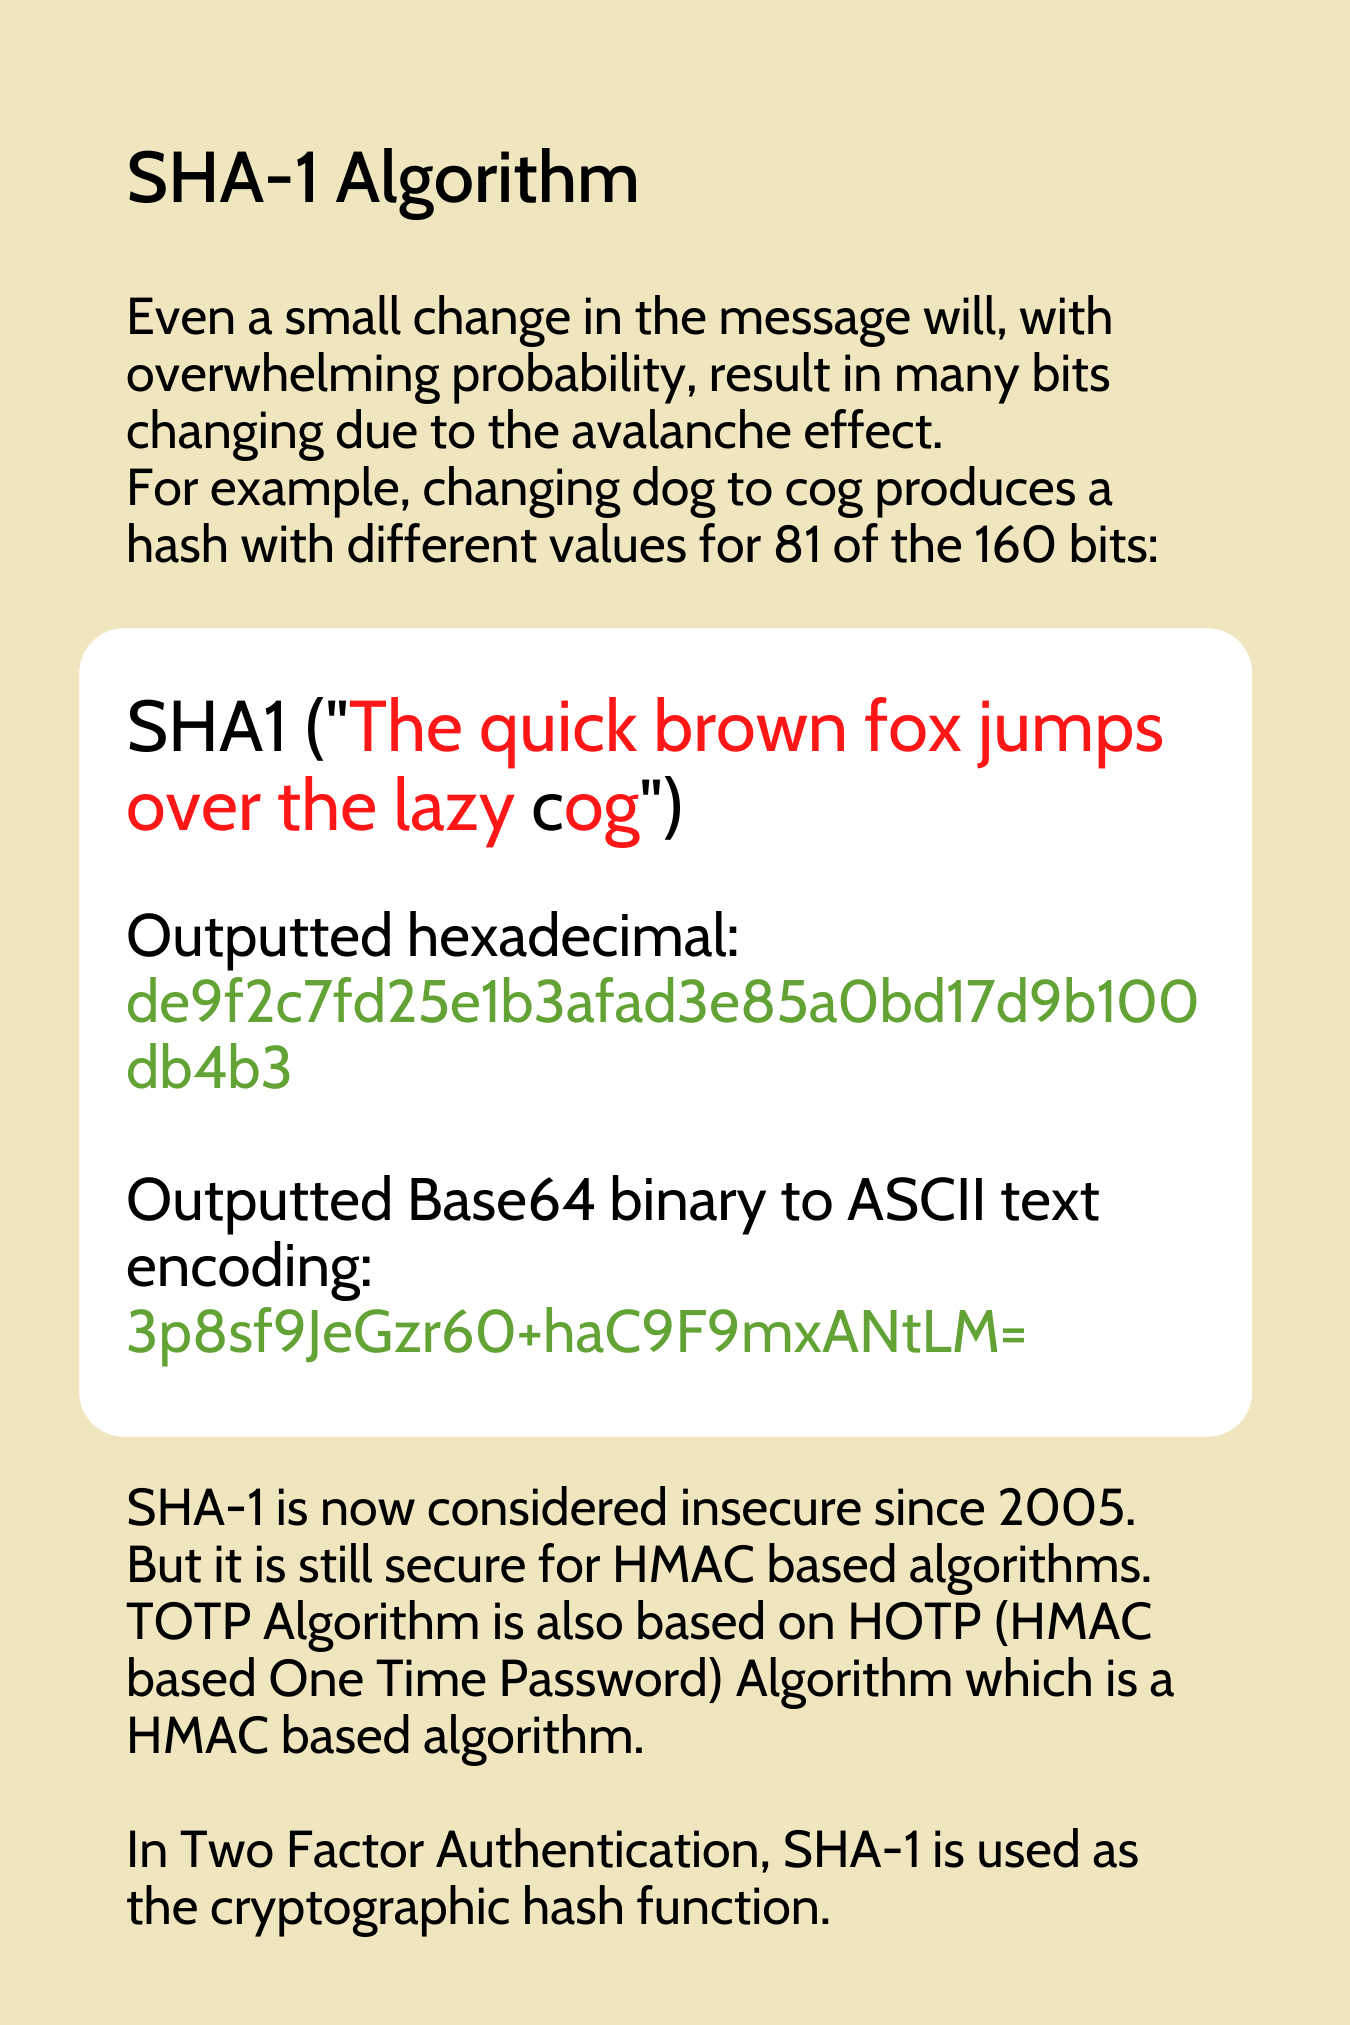 SHA-1 Algorithm
Even a small change in the message will, with
overwhelming probability, result in many bits
changing due to the avalanche effect.
For example, changing dog to cog produces a
hash with different values for 81 of the 160 bits:
SHA1 ("The quick brown fox jumps
over the lazy cog")
Outputted hexadecimal:
de9f2c7fd25e1b3afad3e85a0bd17d9b100
db4b3
Outputted Base64 binary to ASCII text
encoding:
3p8sf9JeGzr60+haC9F9mxANtLM=
SHA-1 is now considered insecure since 2005.
But it is still secure for HMAC based algorithms.
TOTP Algorithm is also based on HOTP (HMAC
based One Time Password) Algorithm which is a
HMAC based algorithm.
In Two Factor Authentication, SHA-1 is used as
the cryptographic hash function.